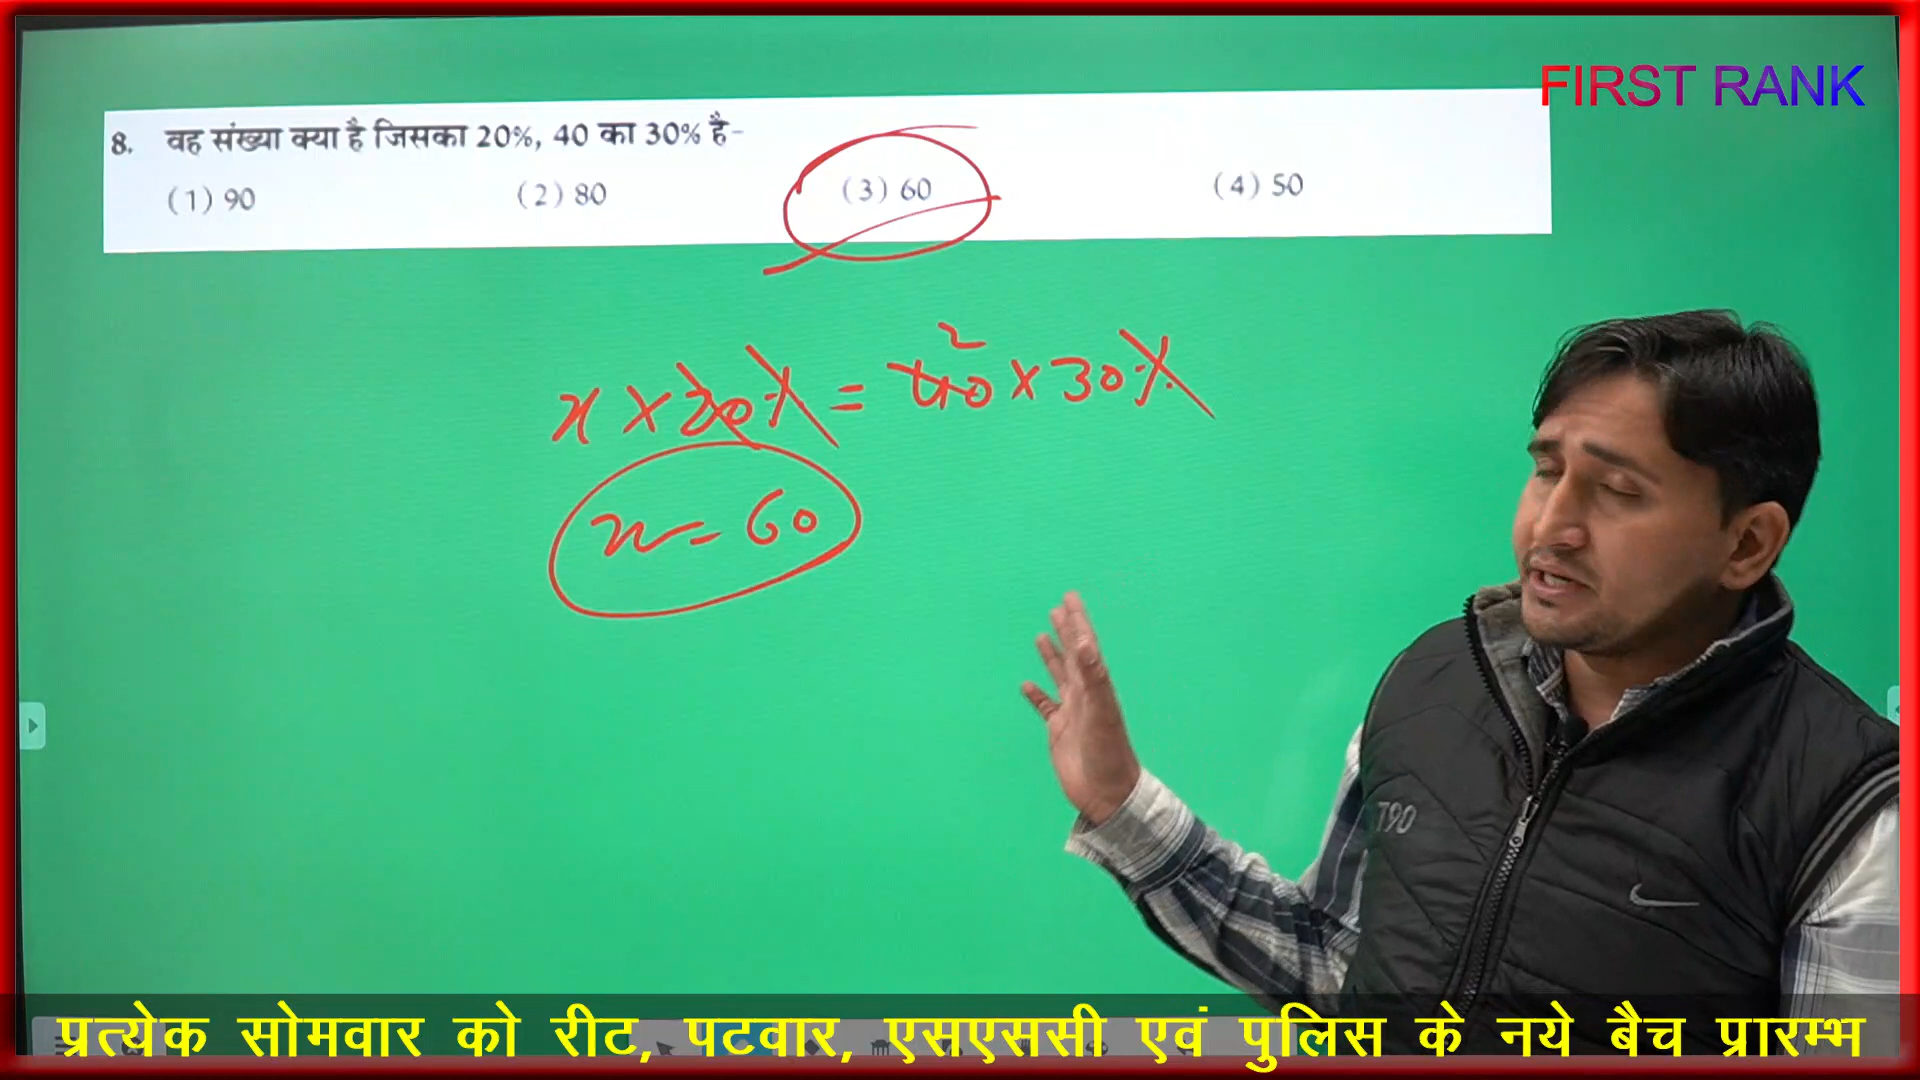 FIRST RANK
8. वह संख्या क्या है जिसका 20%, 40 का 30% है-
(1) 90 (2) 80 (3) 60 (4) 50
2
x × 20% = 40 × 30%
x = 60
T90
प्रत्येक सोमवार को रीट, पटवार, एसएससी एवं पुलिस के नये बैच प्रारम्भ